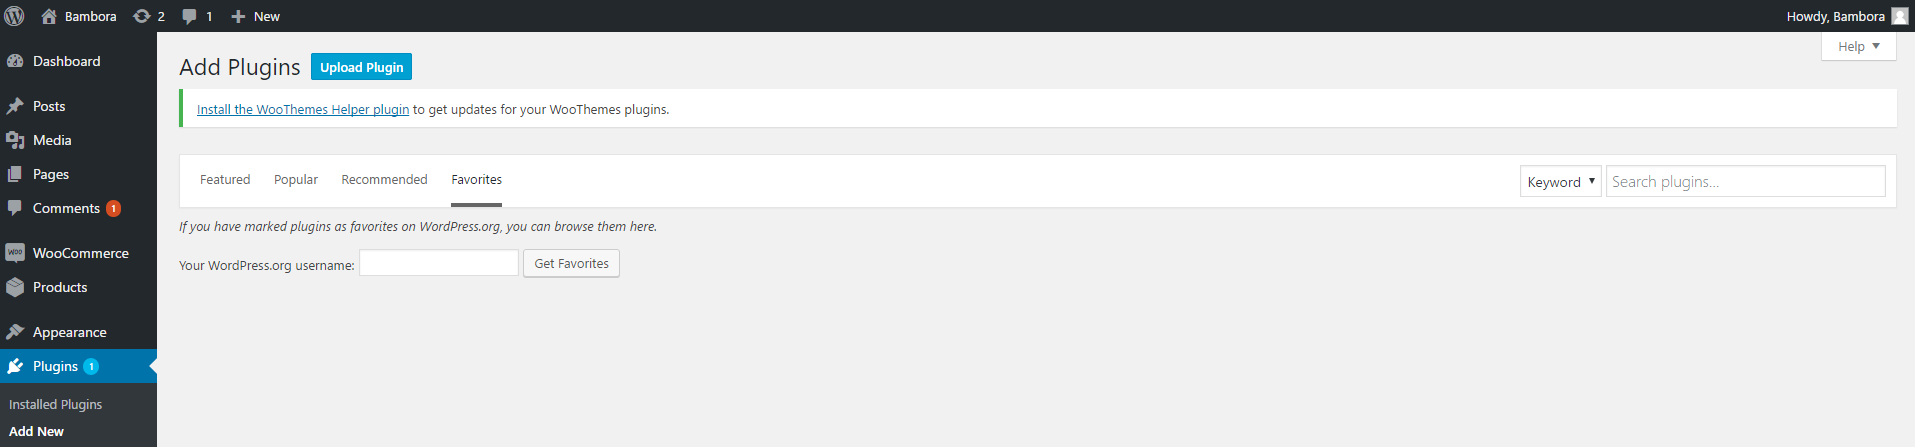 Bambora 2 1 New Howdy, Bambora
Help
Dashboard
Posts
Media
Pages
Comments 1
WooCommerce
Products
Appearance
Plugins 1
Installed Plugins
Add New
Add Plugins Upload Plugin
Install the WooThemes Helper plugin to get updates for your WooThemes plugins.
Featured Popular Recommended Favorites Keyword Search plugins...
If you have marked plugins as favorites on WordPress.org, you can browse them here.
Your WordPress.org username: Get Favorites